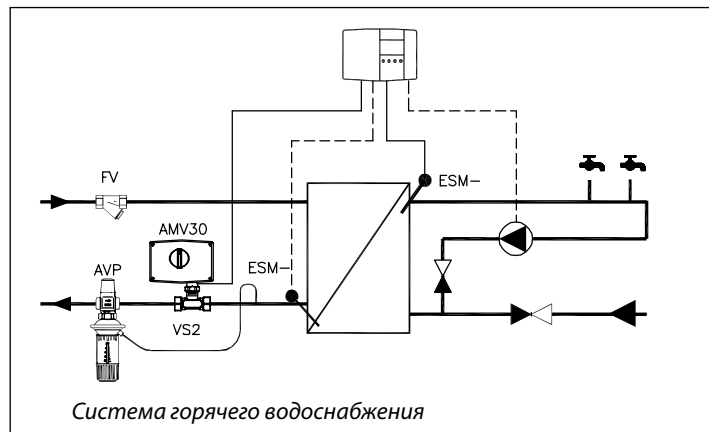 FV
ESM-
AMV30
AVP
ESM-
VS2
Система горячего водоснабжения